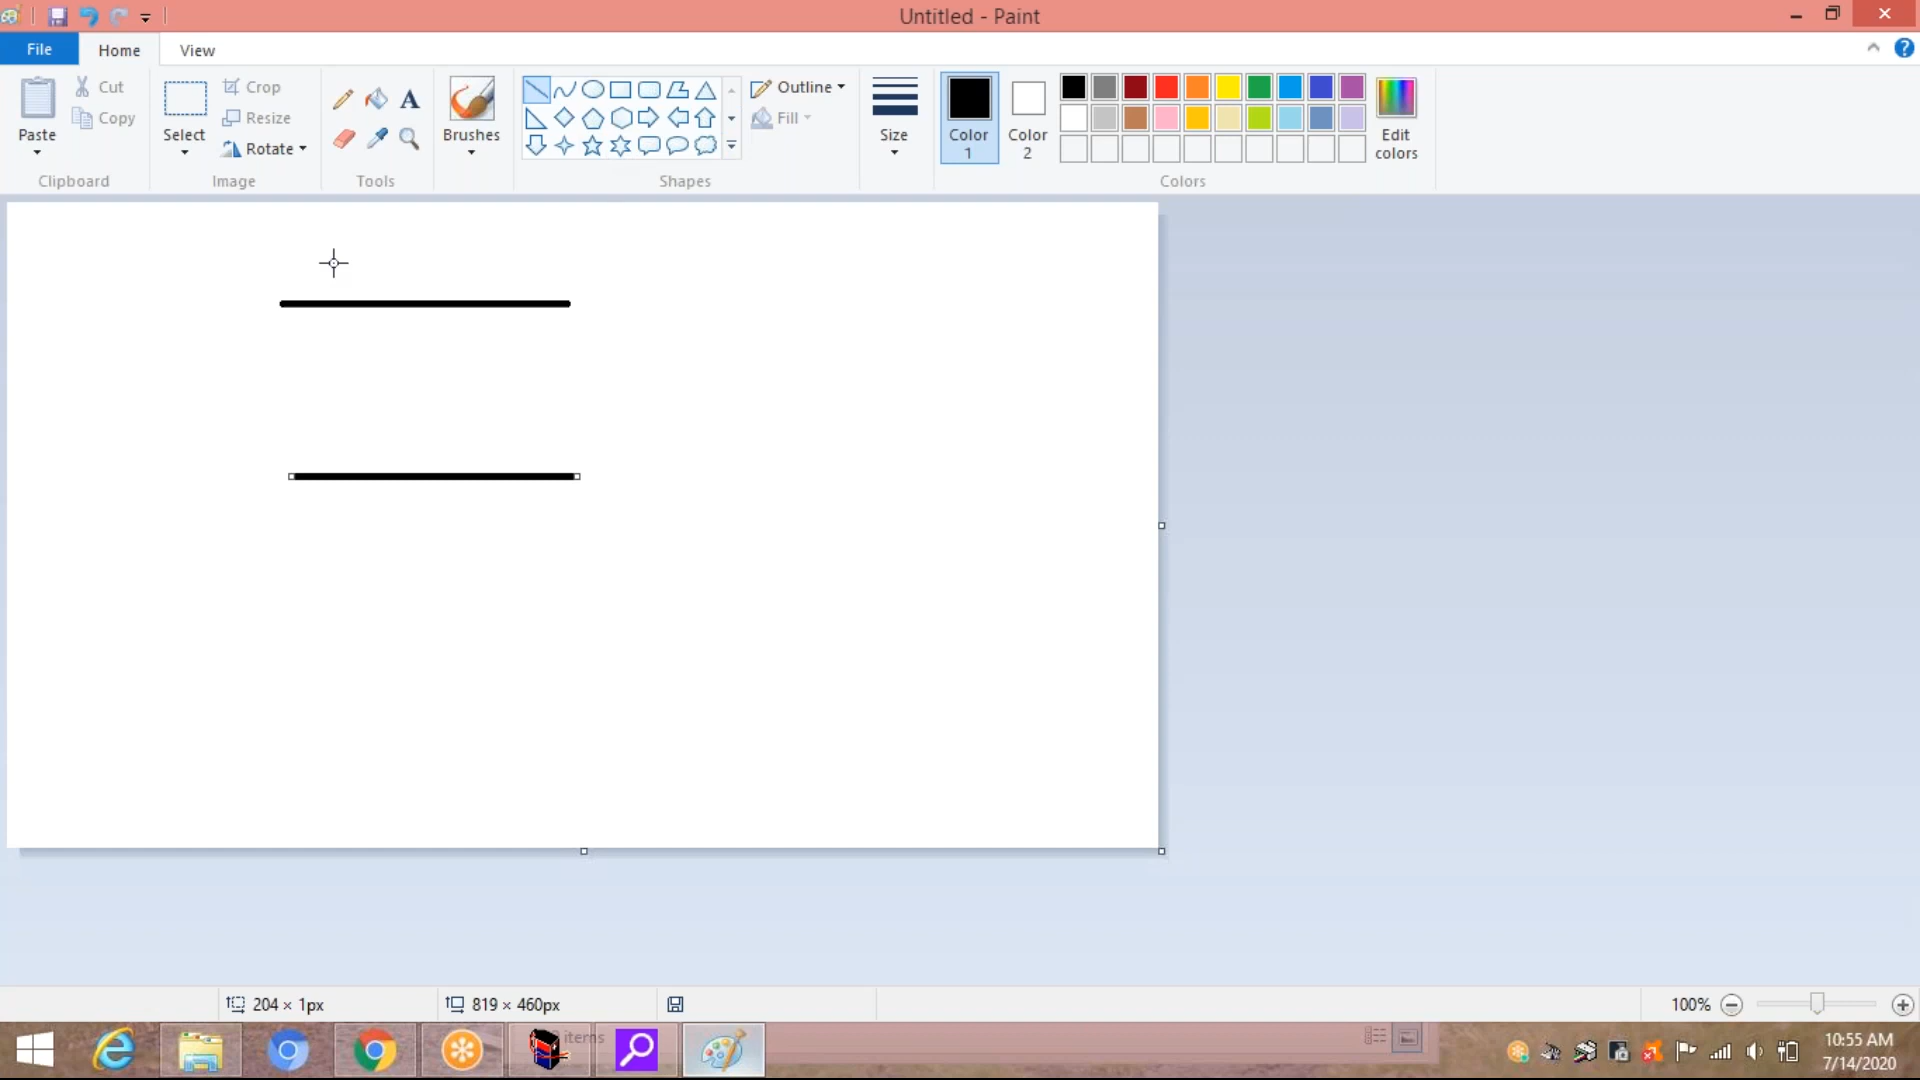 Untitled - Paint
File
Home
View
Paste
Cut
Copy
Clipboard
Select
Crop
Resize
Rotate
Image
Tools
Brushes
Shapes
Outline
Fill
Size
Color
1
Color
2
Edit
colors
Colors
204 × 1px
819 × 460px
100%
items
10:55 AM
7/14/2020